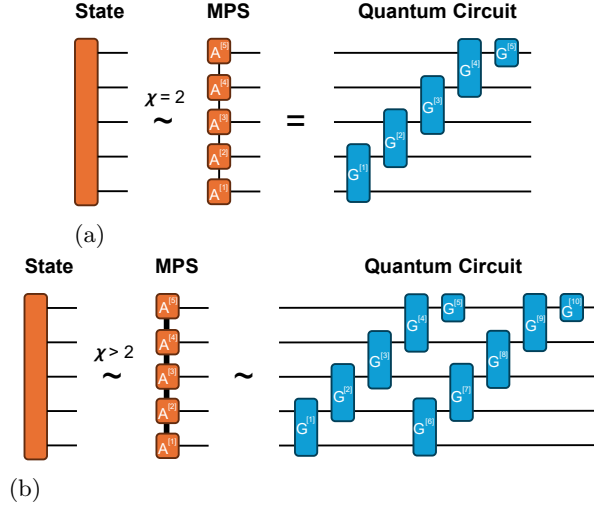 State MPS Quantum Circuit
A[5] G[5]
A[4] G[4]
χ = 2 G[3]
~ A[3] =
G[2]
A[2]
G[1]
A[1]
(a)
State MPS Quantum Circuit
A[5] G[5] G[10]
G[4] G[9]
χ > 2 A[4] G[3] G[8]
~ A[3] ~
G[2] G[7]
A[2]
G[1] G[6]
A[1]
(b)